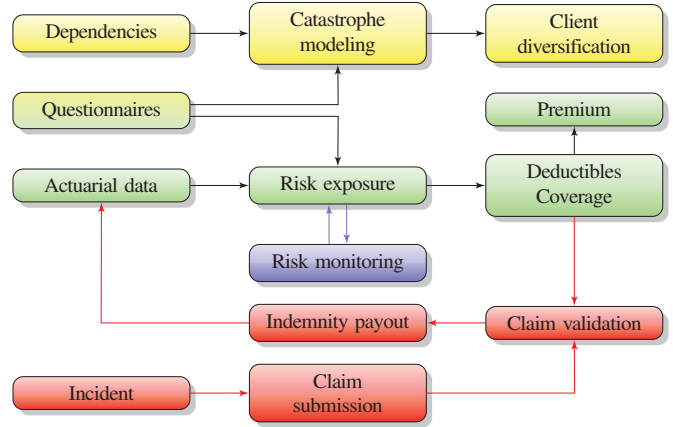 Dependencies
Catastrophe
modeling
Client
diversification
Questionnaires
Premium
Actuarial data
Risk exposure
Deductibles
Coverage
Risk monitoring
Indemnity payout
Claim validation
Incident
Claim
submission